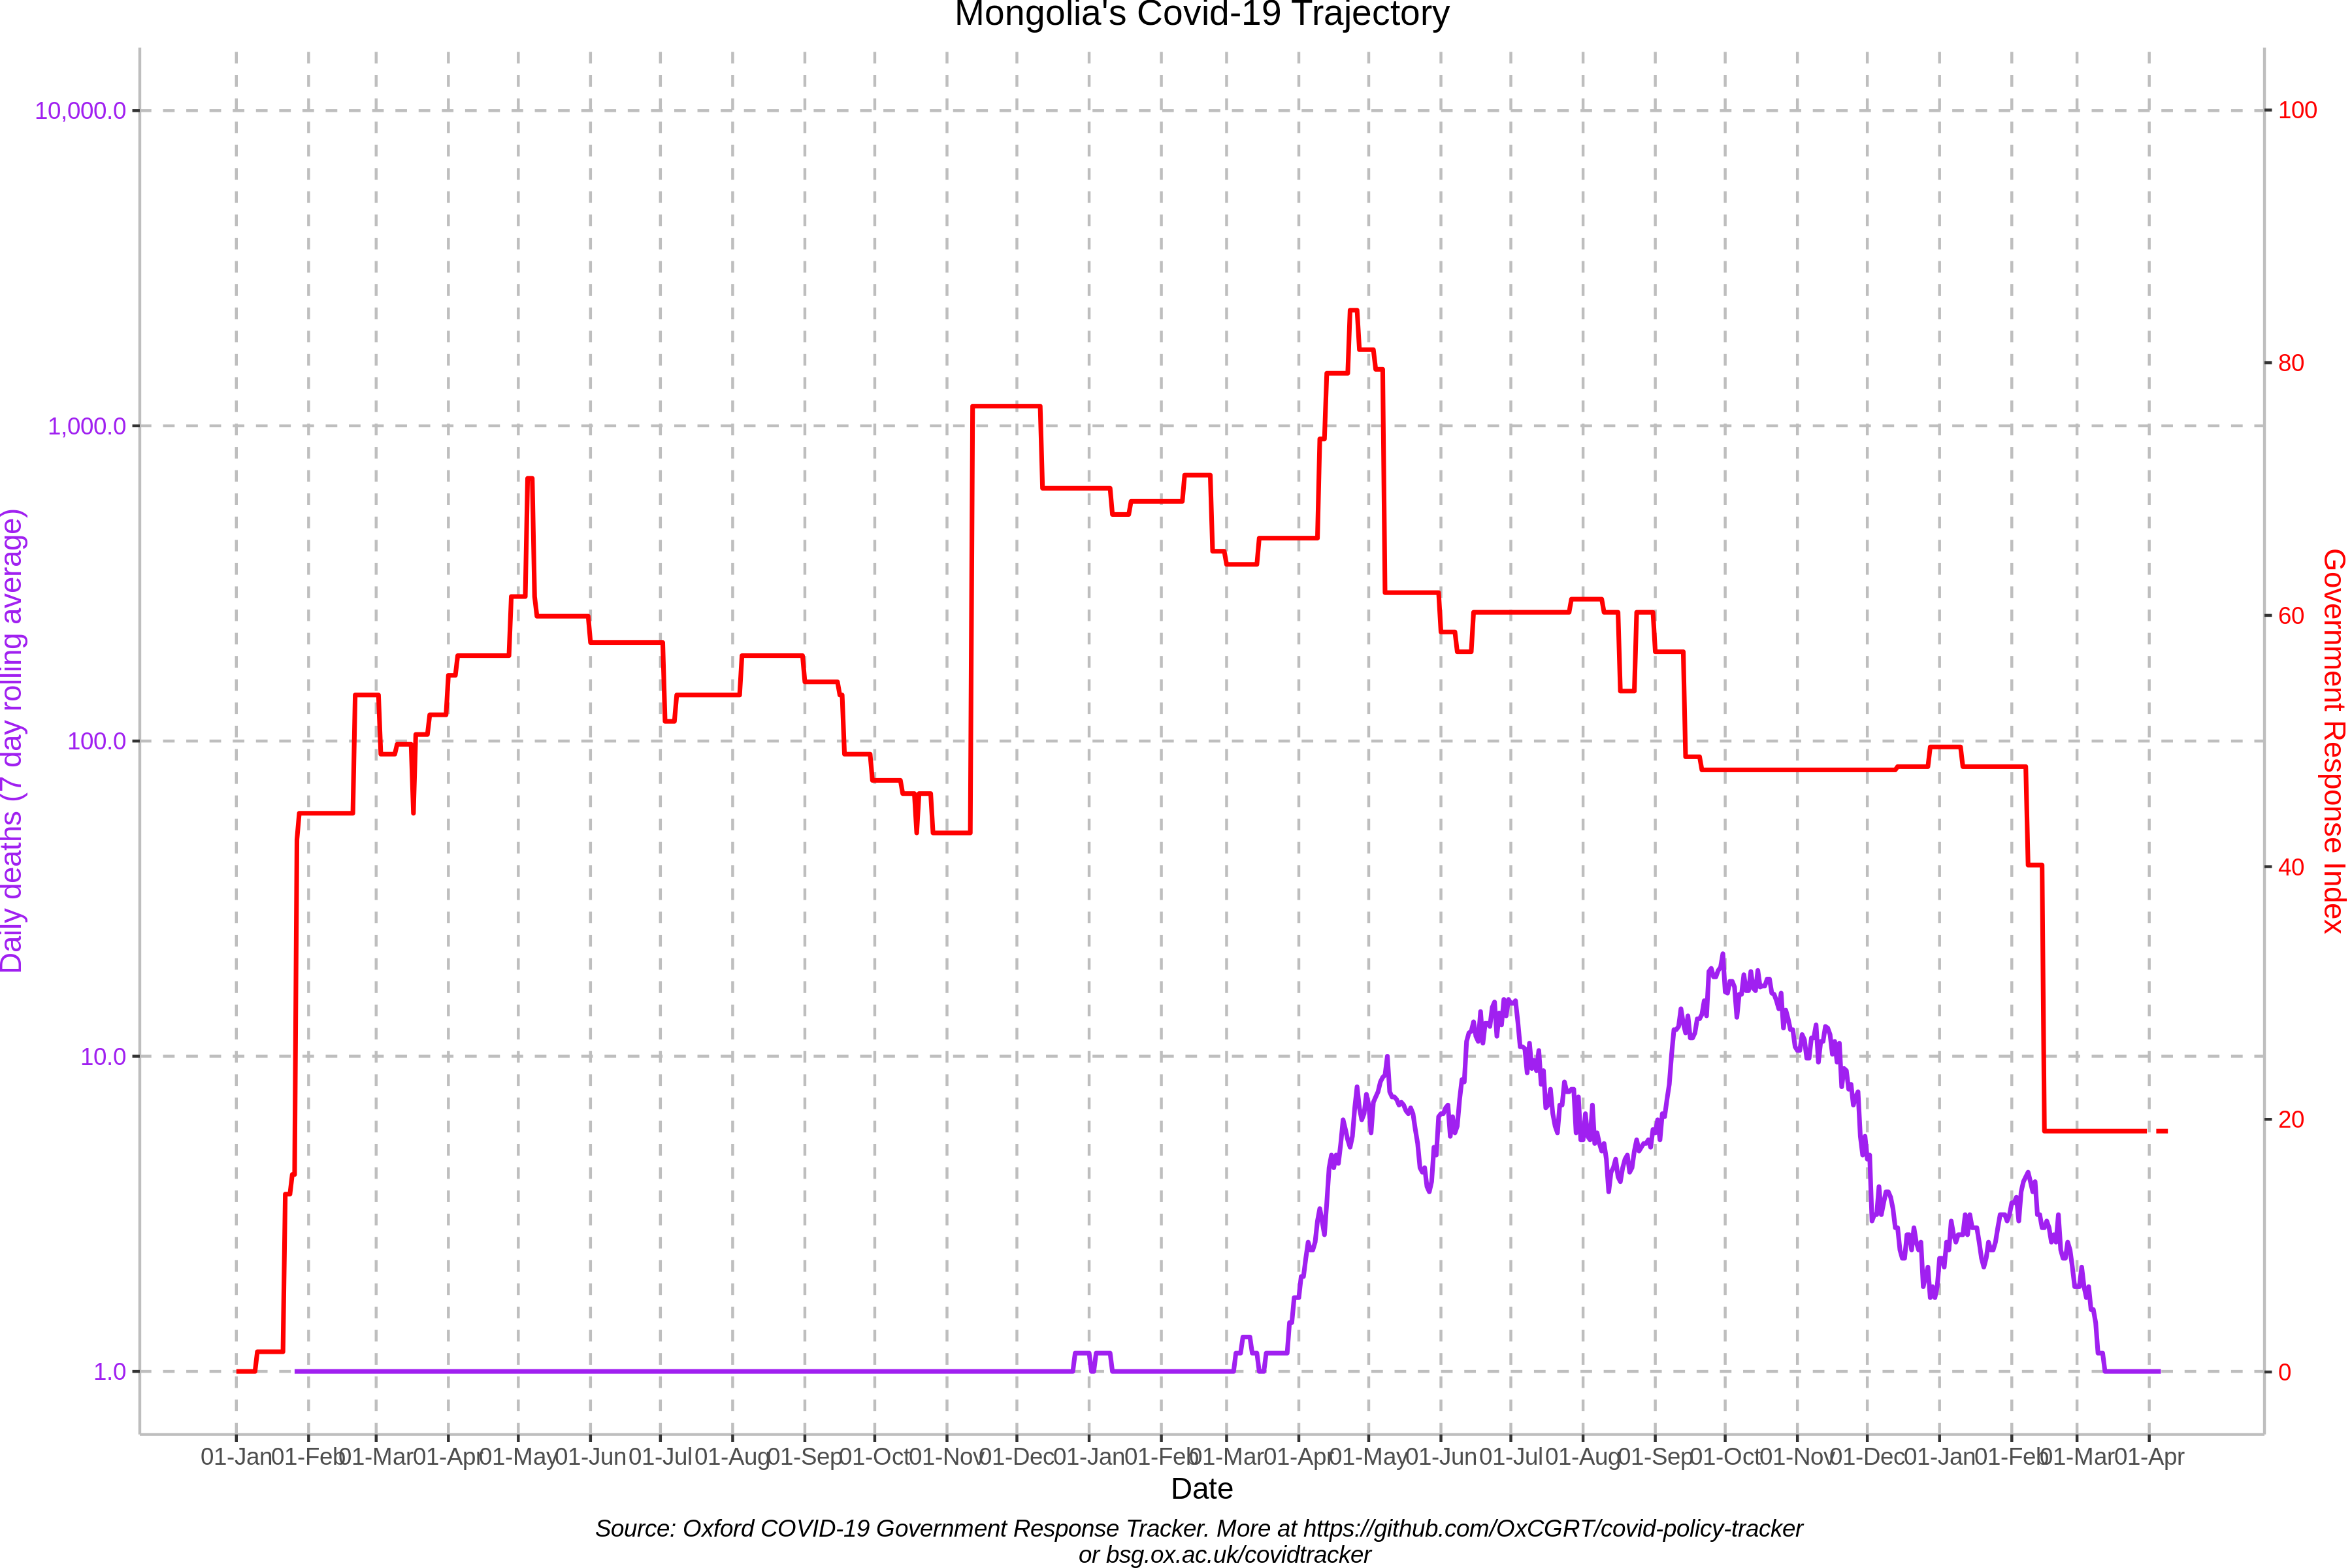 Mongolia's Covid-19 Trajectory
10,000.0
1,000.0
100.0
10.0
1.0
Daily deaths (7 day rolling average)
100
80
60
40
20
0
Government Response Index
01-Jan 01-Feb 01-Mar 01-Apr 01-May 01-Jun 01-Jul 01-Aug 01-Sep 01-Oct 01-Nov 01-Dec 01-Jan 01-Feb 01-Mar 01-Apr 01-May 01-Jun 01-Jul 01-Aug 01-Sep 01-Oct 01-Nov 01-Dec 01-Jan 01-Feb 01-Mar 01-Apr
Date
Source: Oxford COVID-19 Government Response Tracker. More at https://github.com/OxCGRT/covid-policy-tracker
or bsg.ox.ac.uk/covidtracker